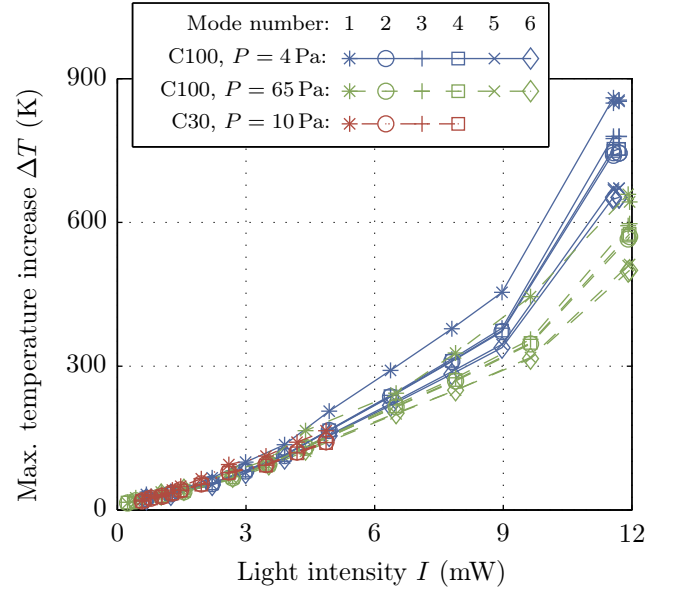 Mode number: 1 2 3 4 5 6
C100, P = 4 Pa:
C100, P = 65 Pa:
C30, P = 10 Pa:
900
600
300
0
Max. temperature increase ΔT (K)
0 3 6 9 12
Light intensity I (mW)